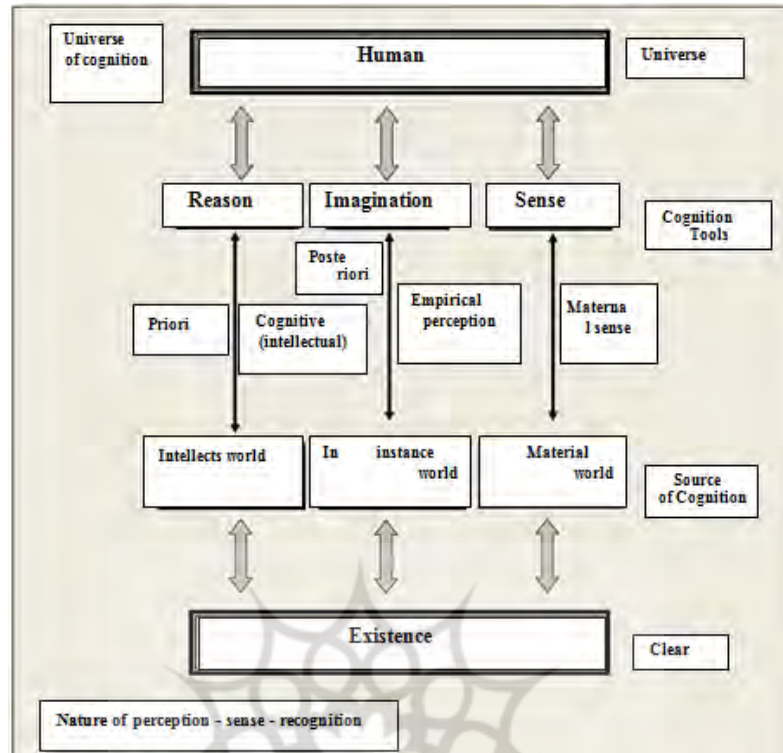 Universe
of cognition
Human
Universe
Reason
Imagination
Sense
Cognition
Tools
Poste
riori
Priori
Cognitive
(intellectual)
Empirical
perception
Materna
l sense
Intellects world
In instance
world
Material
world
Source
of Cognition
Existence
Clear
Nature of perception - sense - recognition